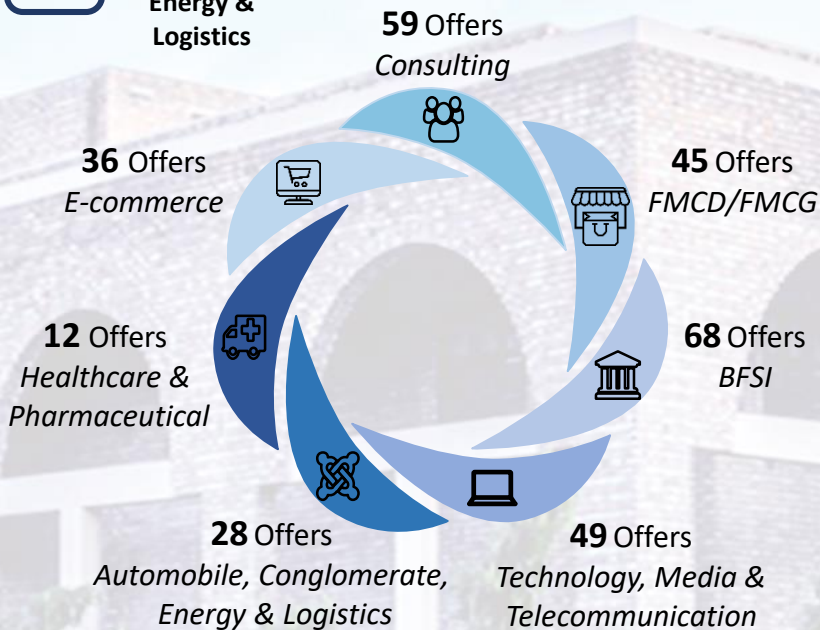 Energy &
Logistics
59 Offers
Consulting
36 Offers
E-commerce
45 Offers
FMCD/FMCG
12 Offers
Healthcare &
Pharmaceutical
68 Offers
BFSI
28 Offers
Automobile, Conglomerate,
Energy & Logistics
49 Offers
Technology, Media &
Telecommunication